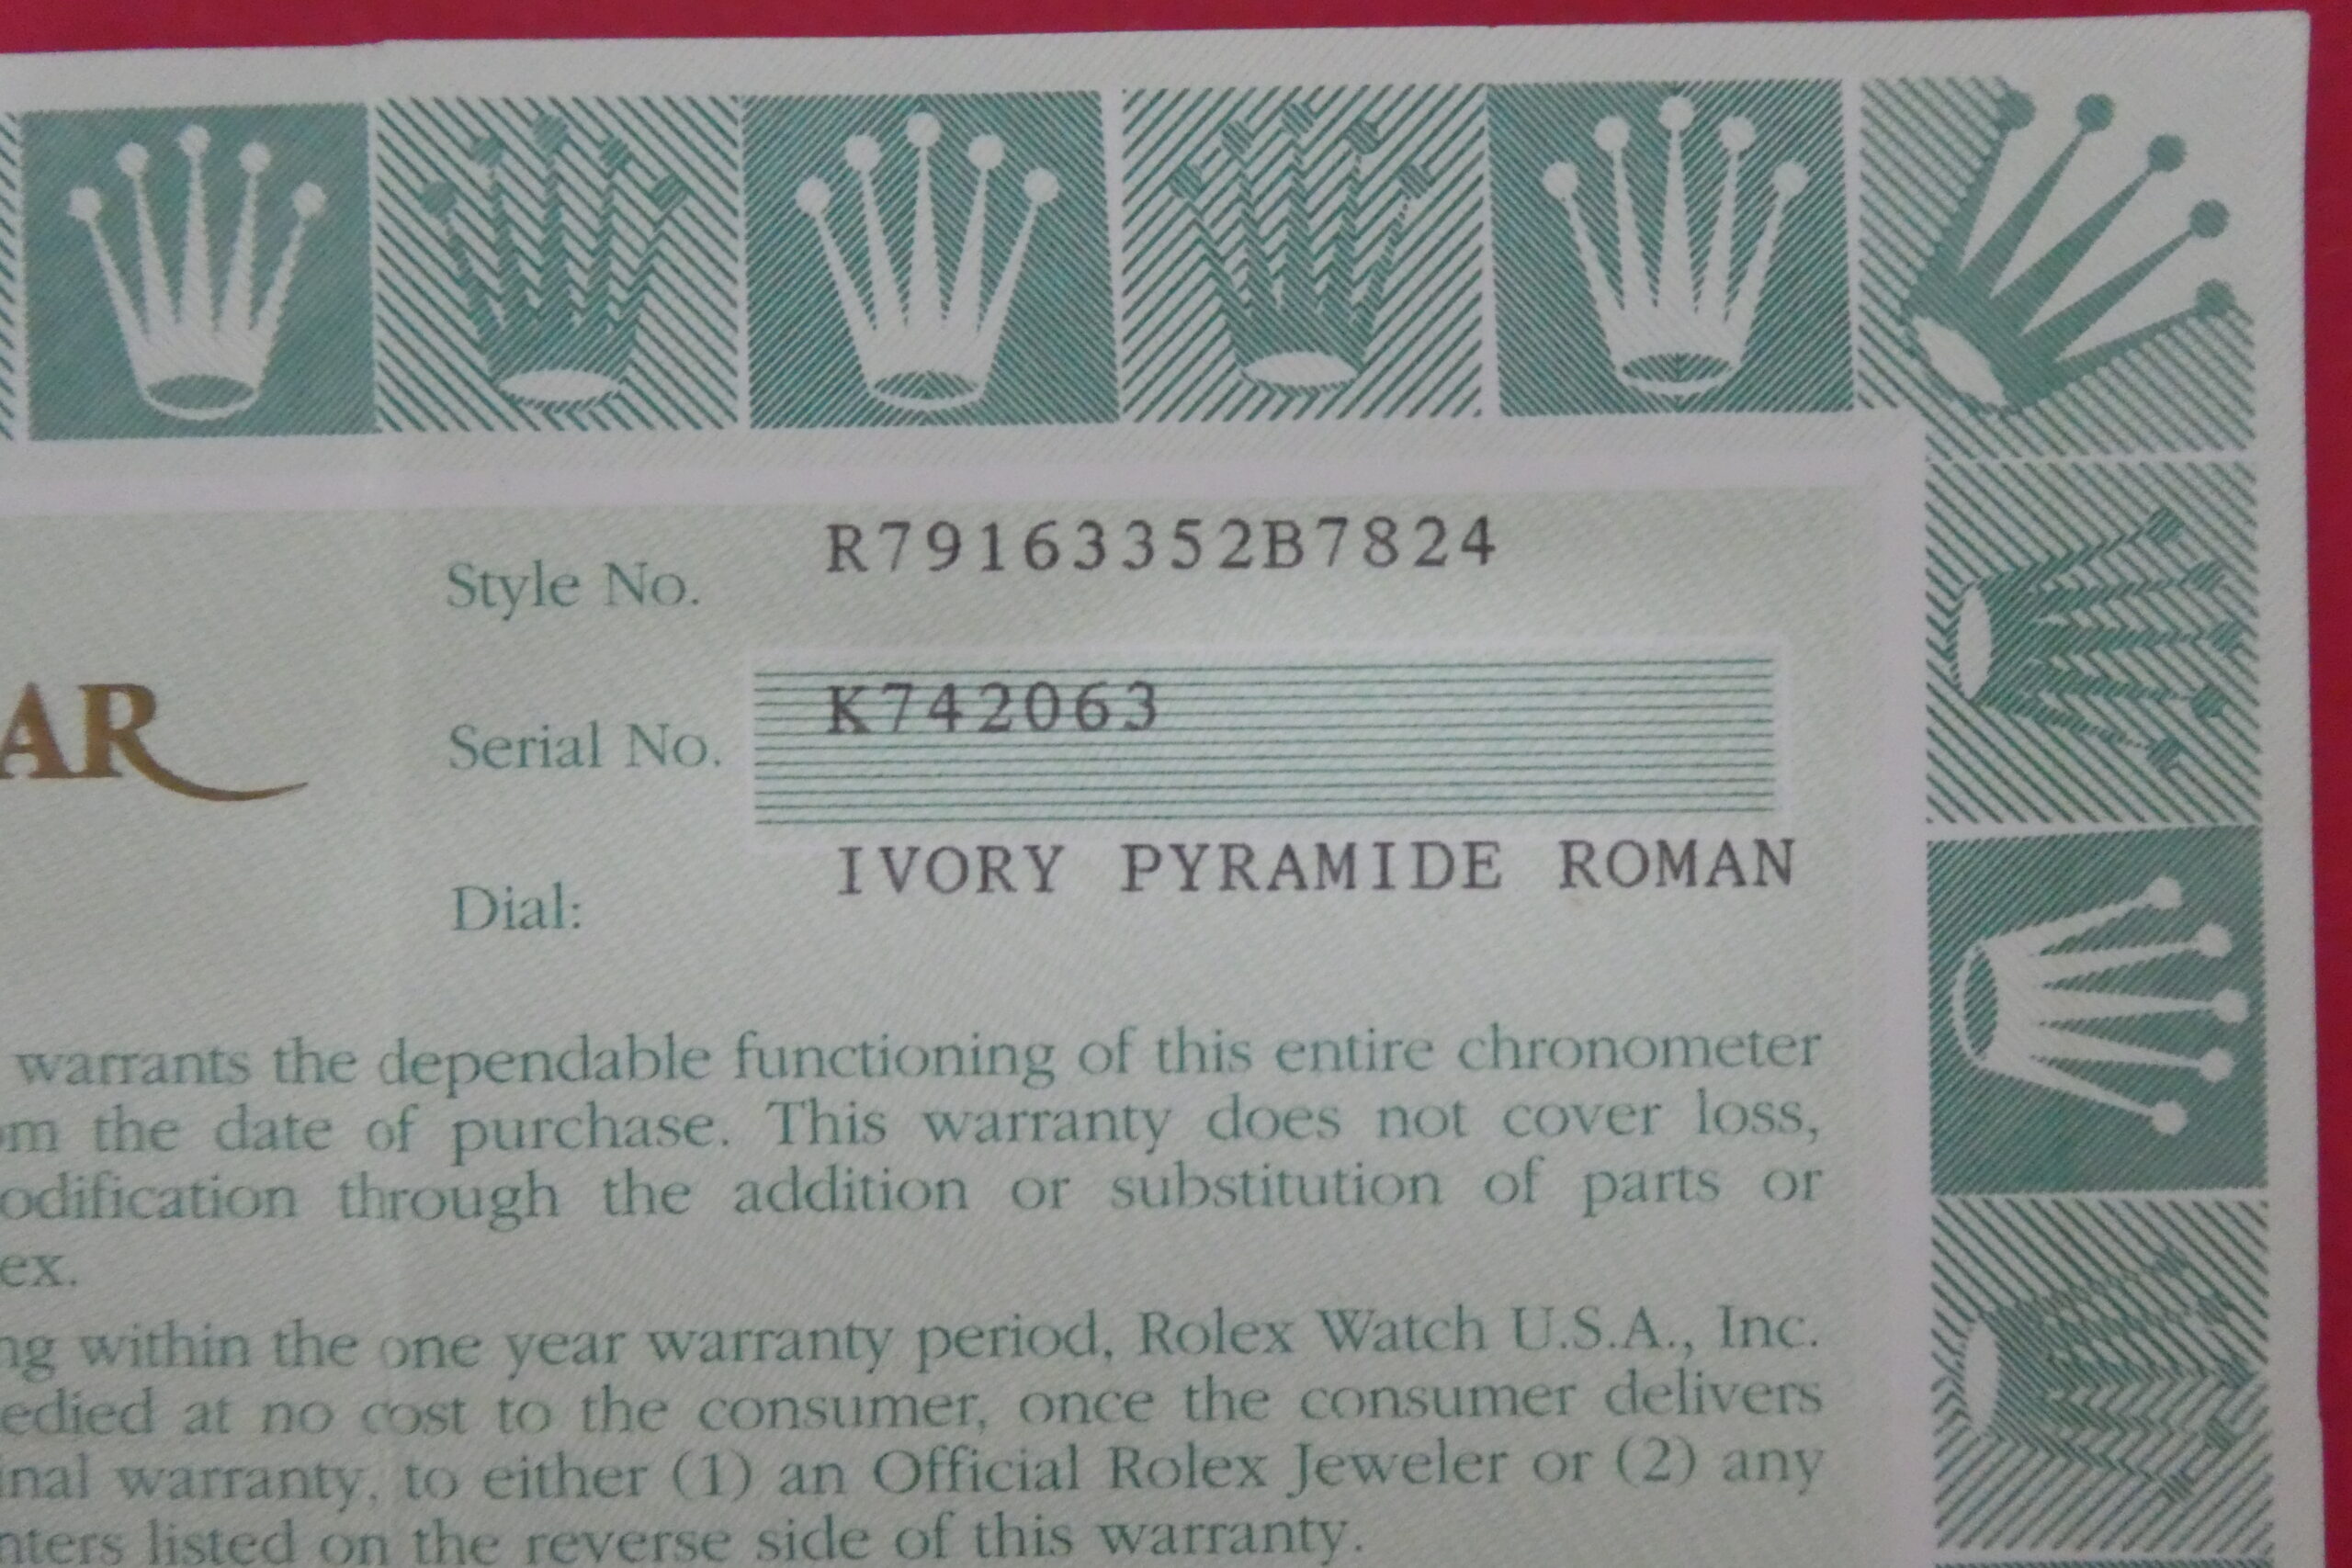 Style No. R79163352B7824
AR
Serial No. K742063
Dial: IVORY PYRAMIDE ROMAN
warrants the dependable functioning of this entire chronometer
om the date of purchase. This warranty does not cover loss,
odification through the addition or substitution of parts or
ex.
ng within the one year warranty period, Rolex Watch U.S.A., Inc.
edied at no cost to the consumer, once the consumer delivers
inal warranty, to either (1) an Official Rolex Jeweler or (2) any
nters listed on the reverse side of this warranty.